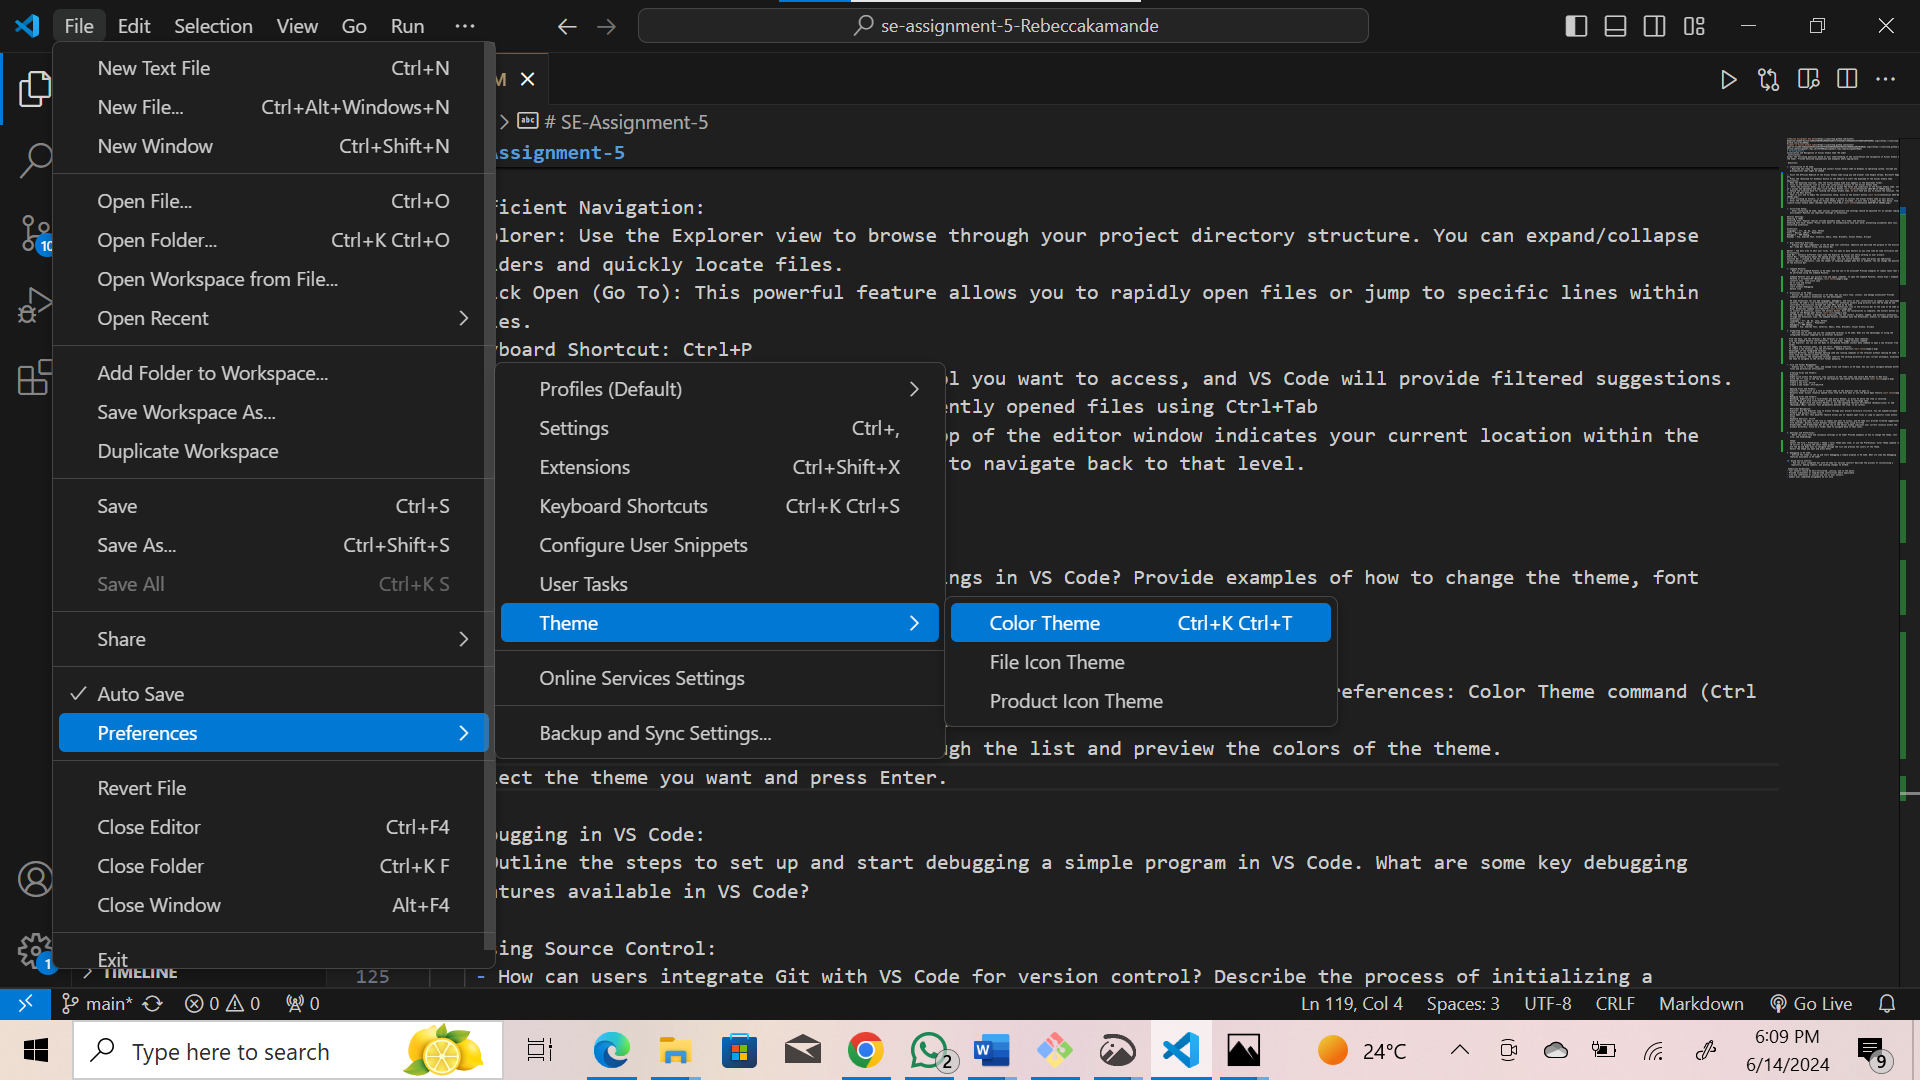 File Edit Selection View Go Run ···
se-assignment-5-Rebeccakamande
New Text File Ctrl+N
New File... Ctrl+Alt+Windows+N
New Window Ctrl+Shift+N
Open File... Ctrl+O
Open Folder... Ctrl+K Ctrl+O
Open Workspace from File...
Open Recent
Add Folder to Workspace...
Save Workspace As...
Duplicate Workspace
Save Ctrl+S
Save As... Ctrl+Shift+S
Save All Ctrl+K S
Share
Auto Save
Preferences
Revert File
Close Editor Ctrl+F4
Close Folder Ctrl+K F
Close Window Alt+F4
Exit
TIMELINE
10
1
Profiles (Default)
Settings Ctrl+,
Extensions Ctrl+Shift+X
Keyboard Shortcuts Ctrl+K Ctrl+S
Configure User Snippets
User Tasks
Theme
Online Services Settings
Backup and Sync Settings...
Color Theme Ctrl+K Ctrl+T
File Icon Theme
Product Icon Theme
M
abc # SE-Assignment-5
Assignment-5
ficient Navigation:
plorer: Use the Explorer view to browse through your project directory structure. You can expand/collapse
ders and quickly locate files.
ick Open (Go To): This powerful feature allows you to rapidly open files or jump to specific lines within
es.
yboard Shortcut: Ctrl+P
l you want to access, and VS Code will provide filtered suggestions.
ently opened files using Ctrl+Tab
op of the editor window indicates your current location within the
to navigate back to that level.
ings in VS Code? Provide examples of how to change the theme, font
references: Color Theme command (Ctrl
ugh the list and preview the colors of the theme.
lect the theme you want and press Enter.
ugging in VS Code:
Outline the steps to set up and start debugging a simple program in VS Code. What are some key debugging
atures available in VS Code?
ing Source Control:
125 - How can users integrate Git with VS Code for version control? Describe the process of initializing a
main* 0 0 0
Ln 119, Col 4 Spaces: 3 UTF-8 CRLF Markdown Go Live
Type here to search
2
24°C
6:09 PM
6/14/2024
9